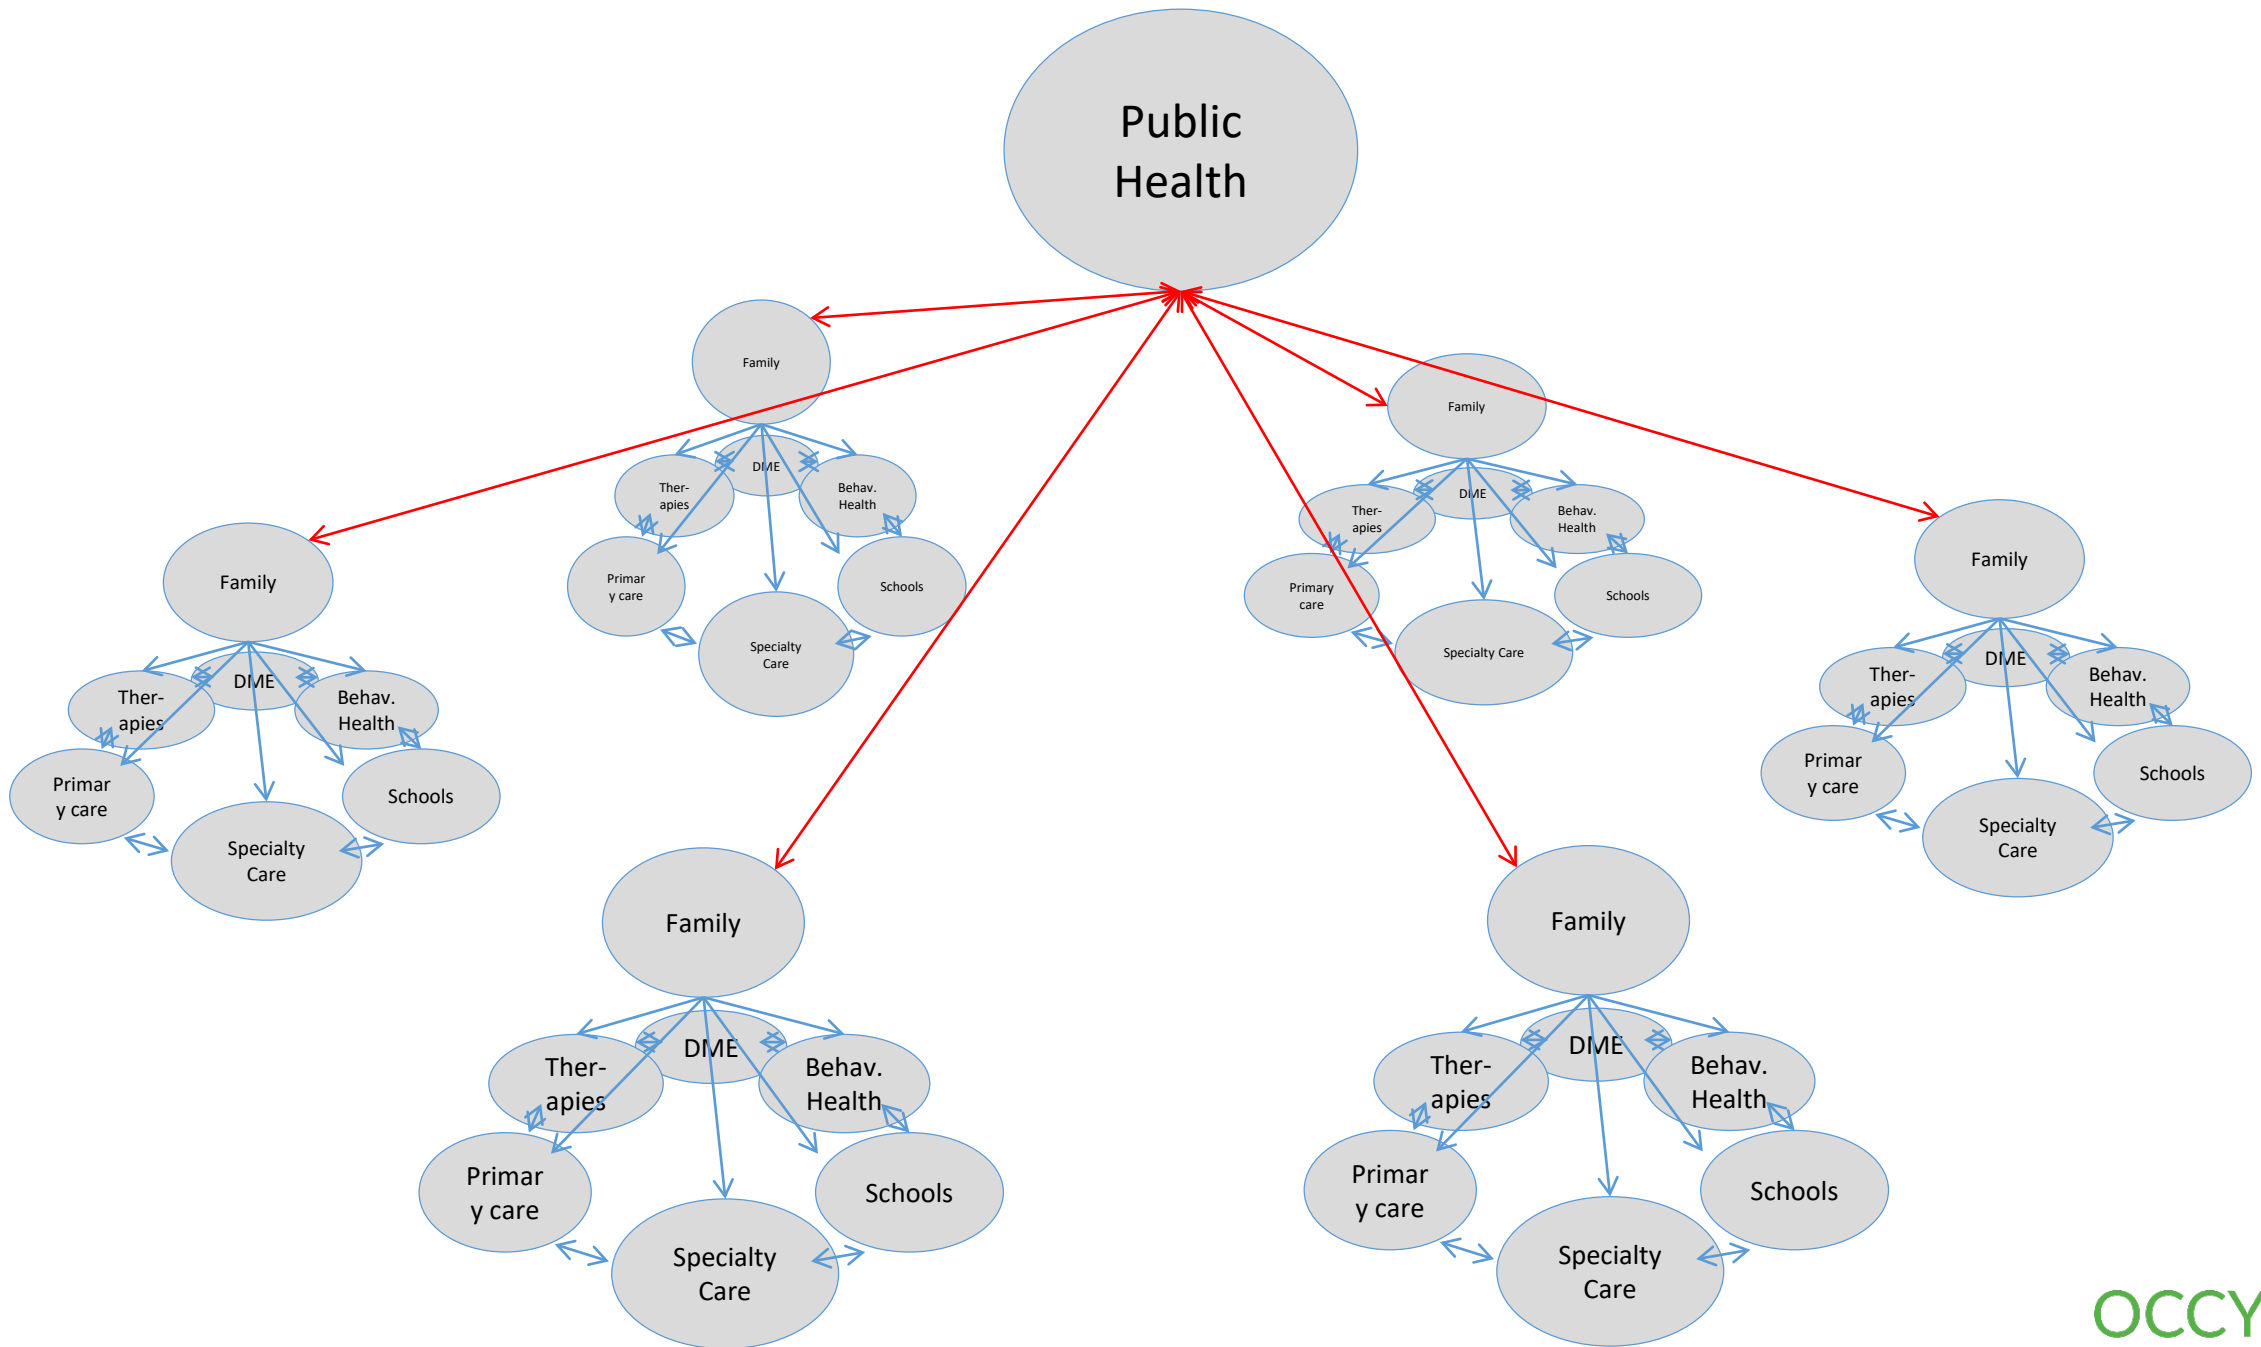 Public
Health
Family
DME
Ther-
apies
Behav.
Health
Primar
y care
Schools
Specialty
Care
Family
DME
Ther-
apies
Behav.
Health
Primary
care
Schools
Specialty Care
Family
DME
Ther-
apies
Behav.
Health
Primar
y care
Schools
Specialty
Care
Family
DME
Ther-
apies
Behav.
Health
Primar
y care
Schools
Specialty
Care
Family
DME
Ther-
apies
Behav.
Health
Primar
y care
Schools
Specialty
Care
Family
DME
Ther-
apies
Behav.
Health
Primar
y care
Schools
Specialty
Care
OCCY